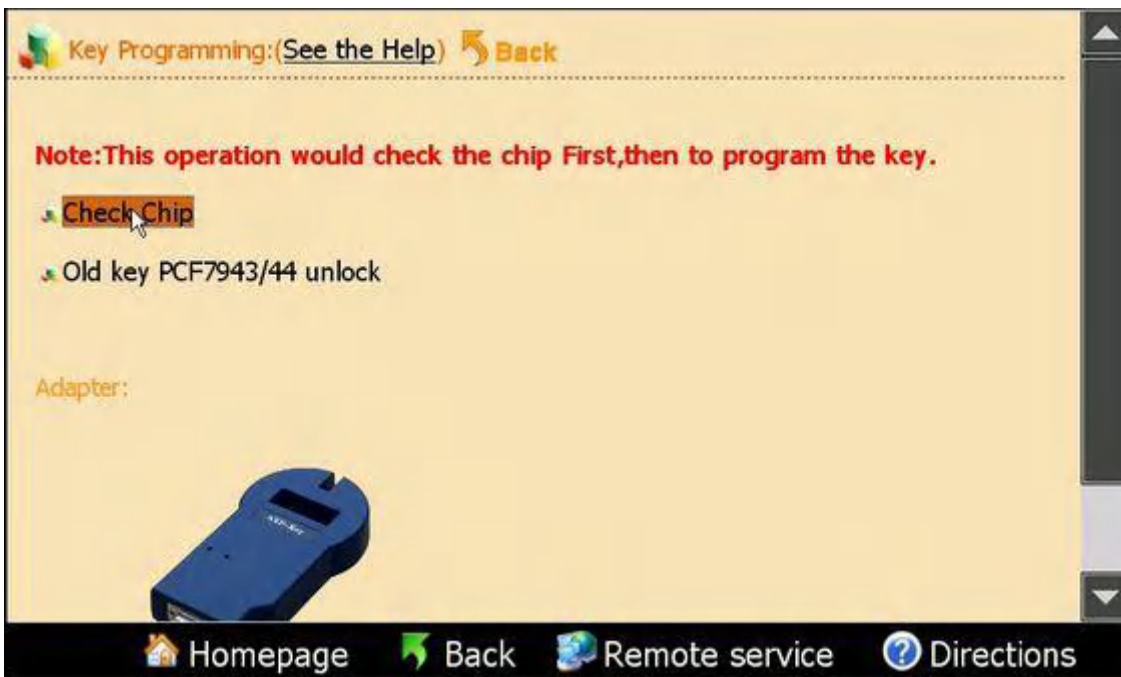 Key Programming:(See the Help) Back
Note:This operation would check the chip First,then to program the key.
Check Chip
Old key PCF7943/44 unlock
Adapter:
Homepage Back Remote service Directions